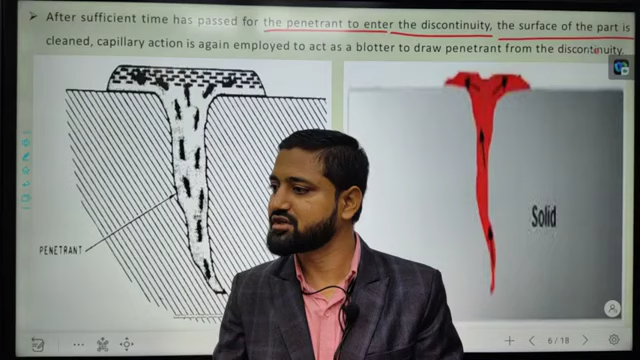 ➤ After sufficient time has passed for the penetrant to enter the discontinuity, the surface of the part is
cleaned, capillary action is again employed to act as a blotter to draw penetrant from the discontinuity.
PENETRANT
Solid
6 / 18